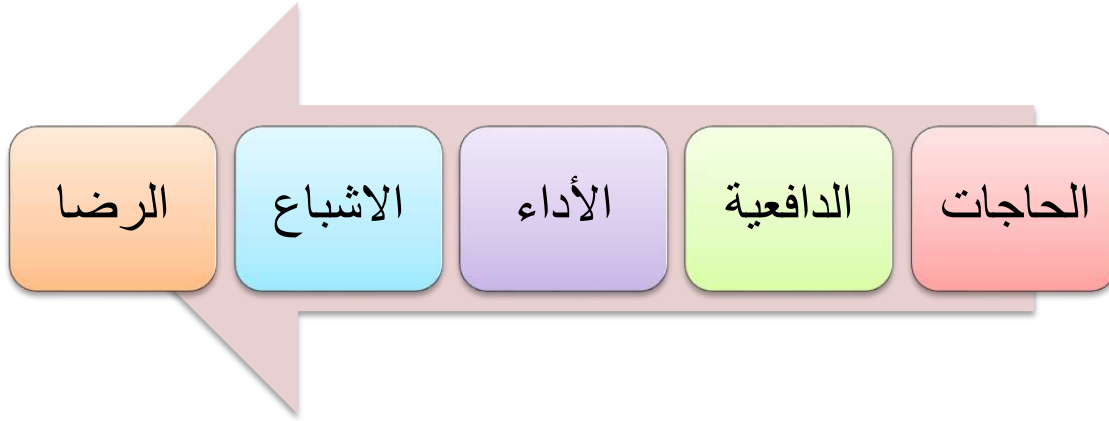 الحاجات
الدافعية
الأداء
الاشباع
الرضا